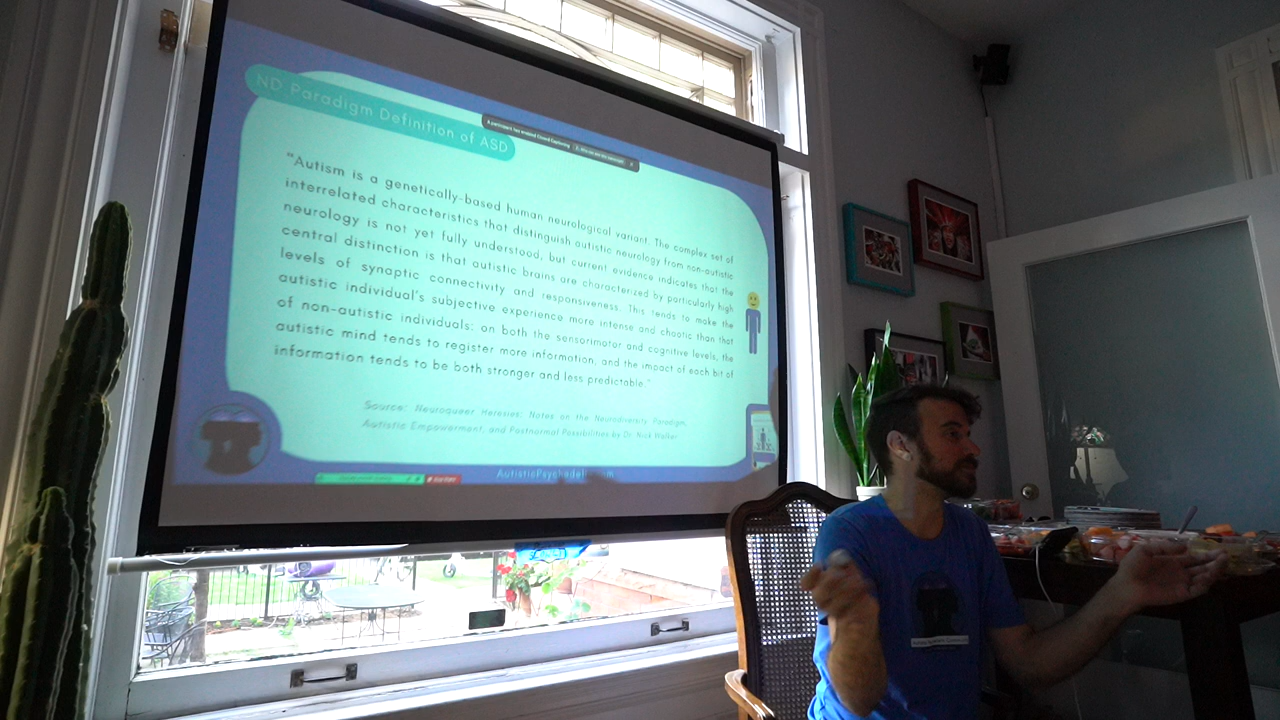 ND Paradigm Definition of ASD
"Autism is a genetically-based human neurological variant. The complex set of
interrelated characteristics that distinguish autistic neurology from non-autistic
neurology is not yet fully understood, but current evidence indicates that the
central distinction is that autistic brains are characterized by particularly high
levels of synaptic connectivity and responsiveness. This tends to make the
autistic individual's subjective experience more intense and chaotic than that
of non-autistic individuals: on both the sensorimotor and cognitive levels, the
autistic mind tends to register more information, and the impact of each bit of
information tends to be both stronger and less predictable."
Source: Neuroqueer Heresies: Notes on the Neurodiversity Paradigm,
Autistic Empowerment, and Postnormal Possibilities by Dr. Nick Walker